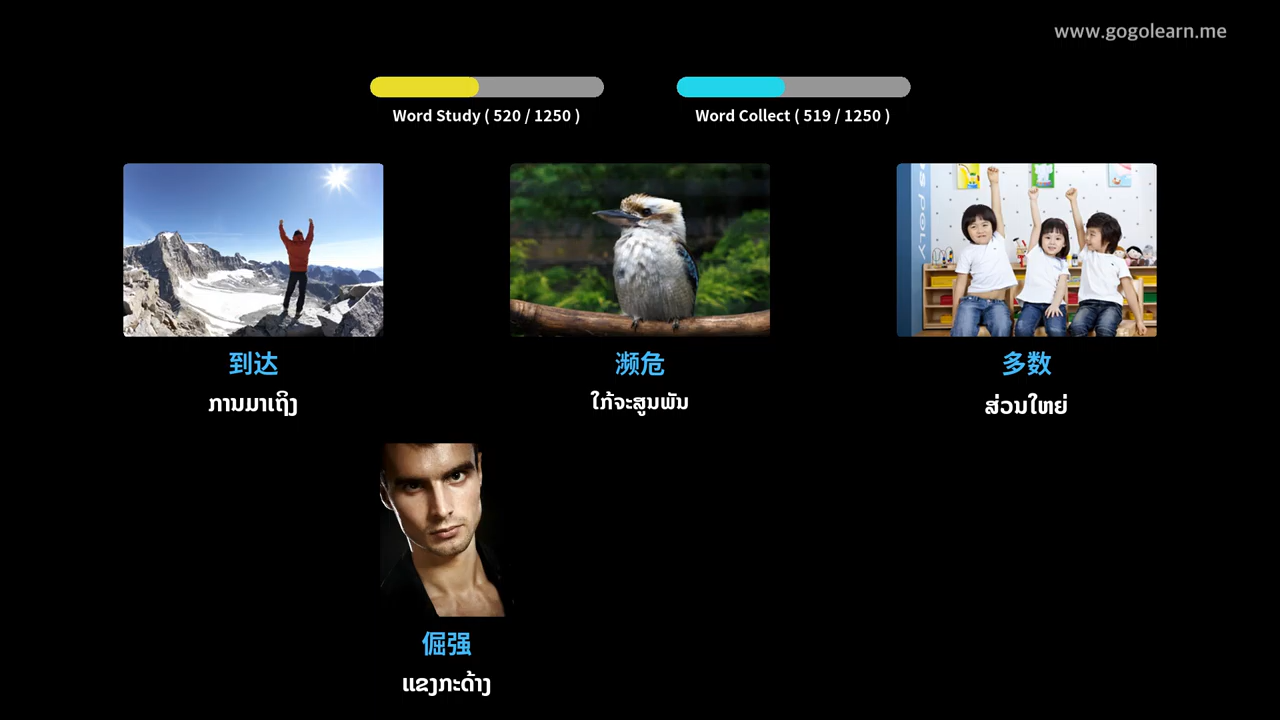 www.gogolearn.me
Word Study ( 520 / 1250 )
Word Collect ( 519 / 1250 )
到达
ການມາເຖິງ
濒危
ໃກ້ຈະສູນພັນ
多数
ສ່ວນໃຫຍ່
倔强
ແຂງກະດ້າງ